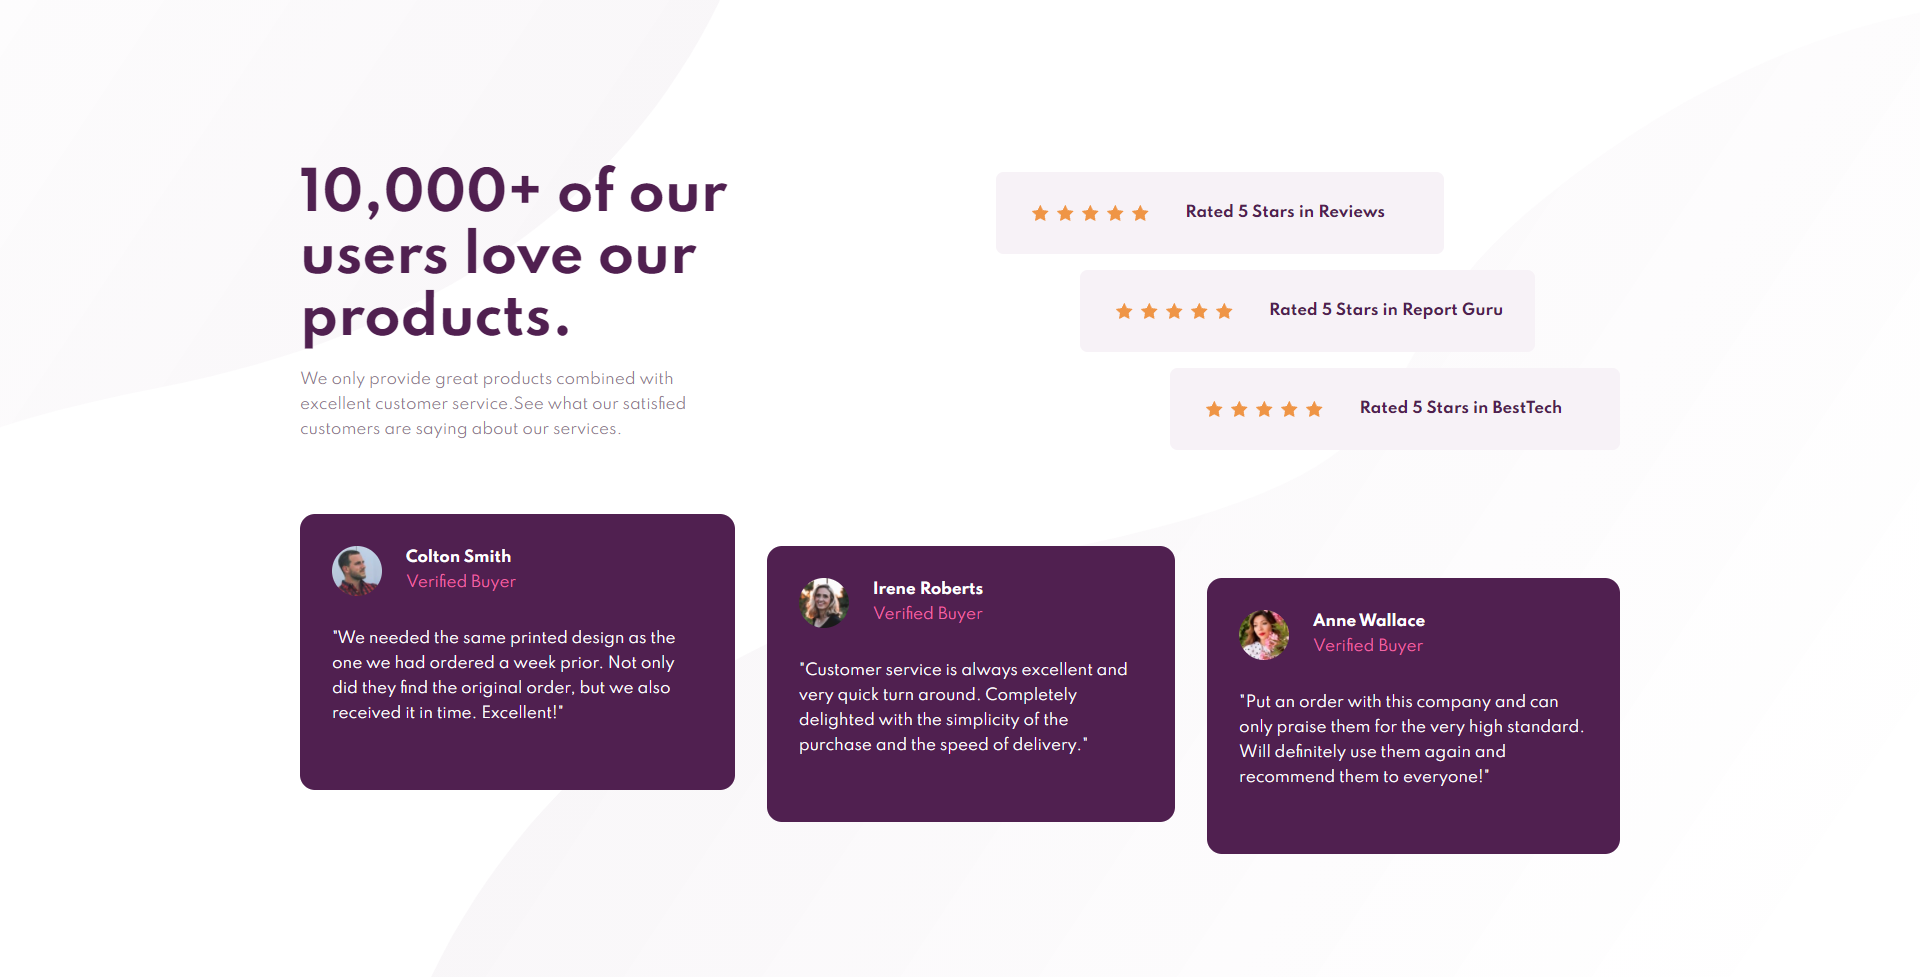 10,000+ of our
users love our
products.
We only provide great products combined with
excellent customer service.See what our satisfied
customers are saying about our services.
Rated 5 Stars in Reviews
Rated 5 Stars in Report Guru
Rated 5 Stars in BestTech
Colton Smith
Verified Buyer
"We needed the same printed design as the
one we had ordered a week prior. Not only
did they find the original order, but we also
received it in time. Excellent!"
Irene Roberts
Verified Buyer
"Customer service is always excellent and
very quick turn around. Completely
delighted with the simplicity of the
purchase and the speed of delivery."
Anne Wallace
Verified Buyer
"Put an order with this company and can
only praise them for the very high standard.
Will definitely use them again and
recommend them to everyone!"